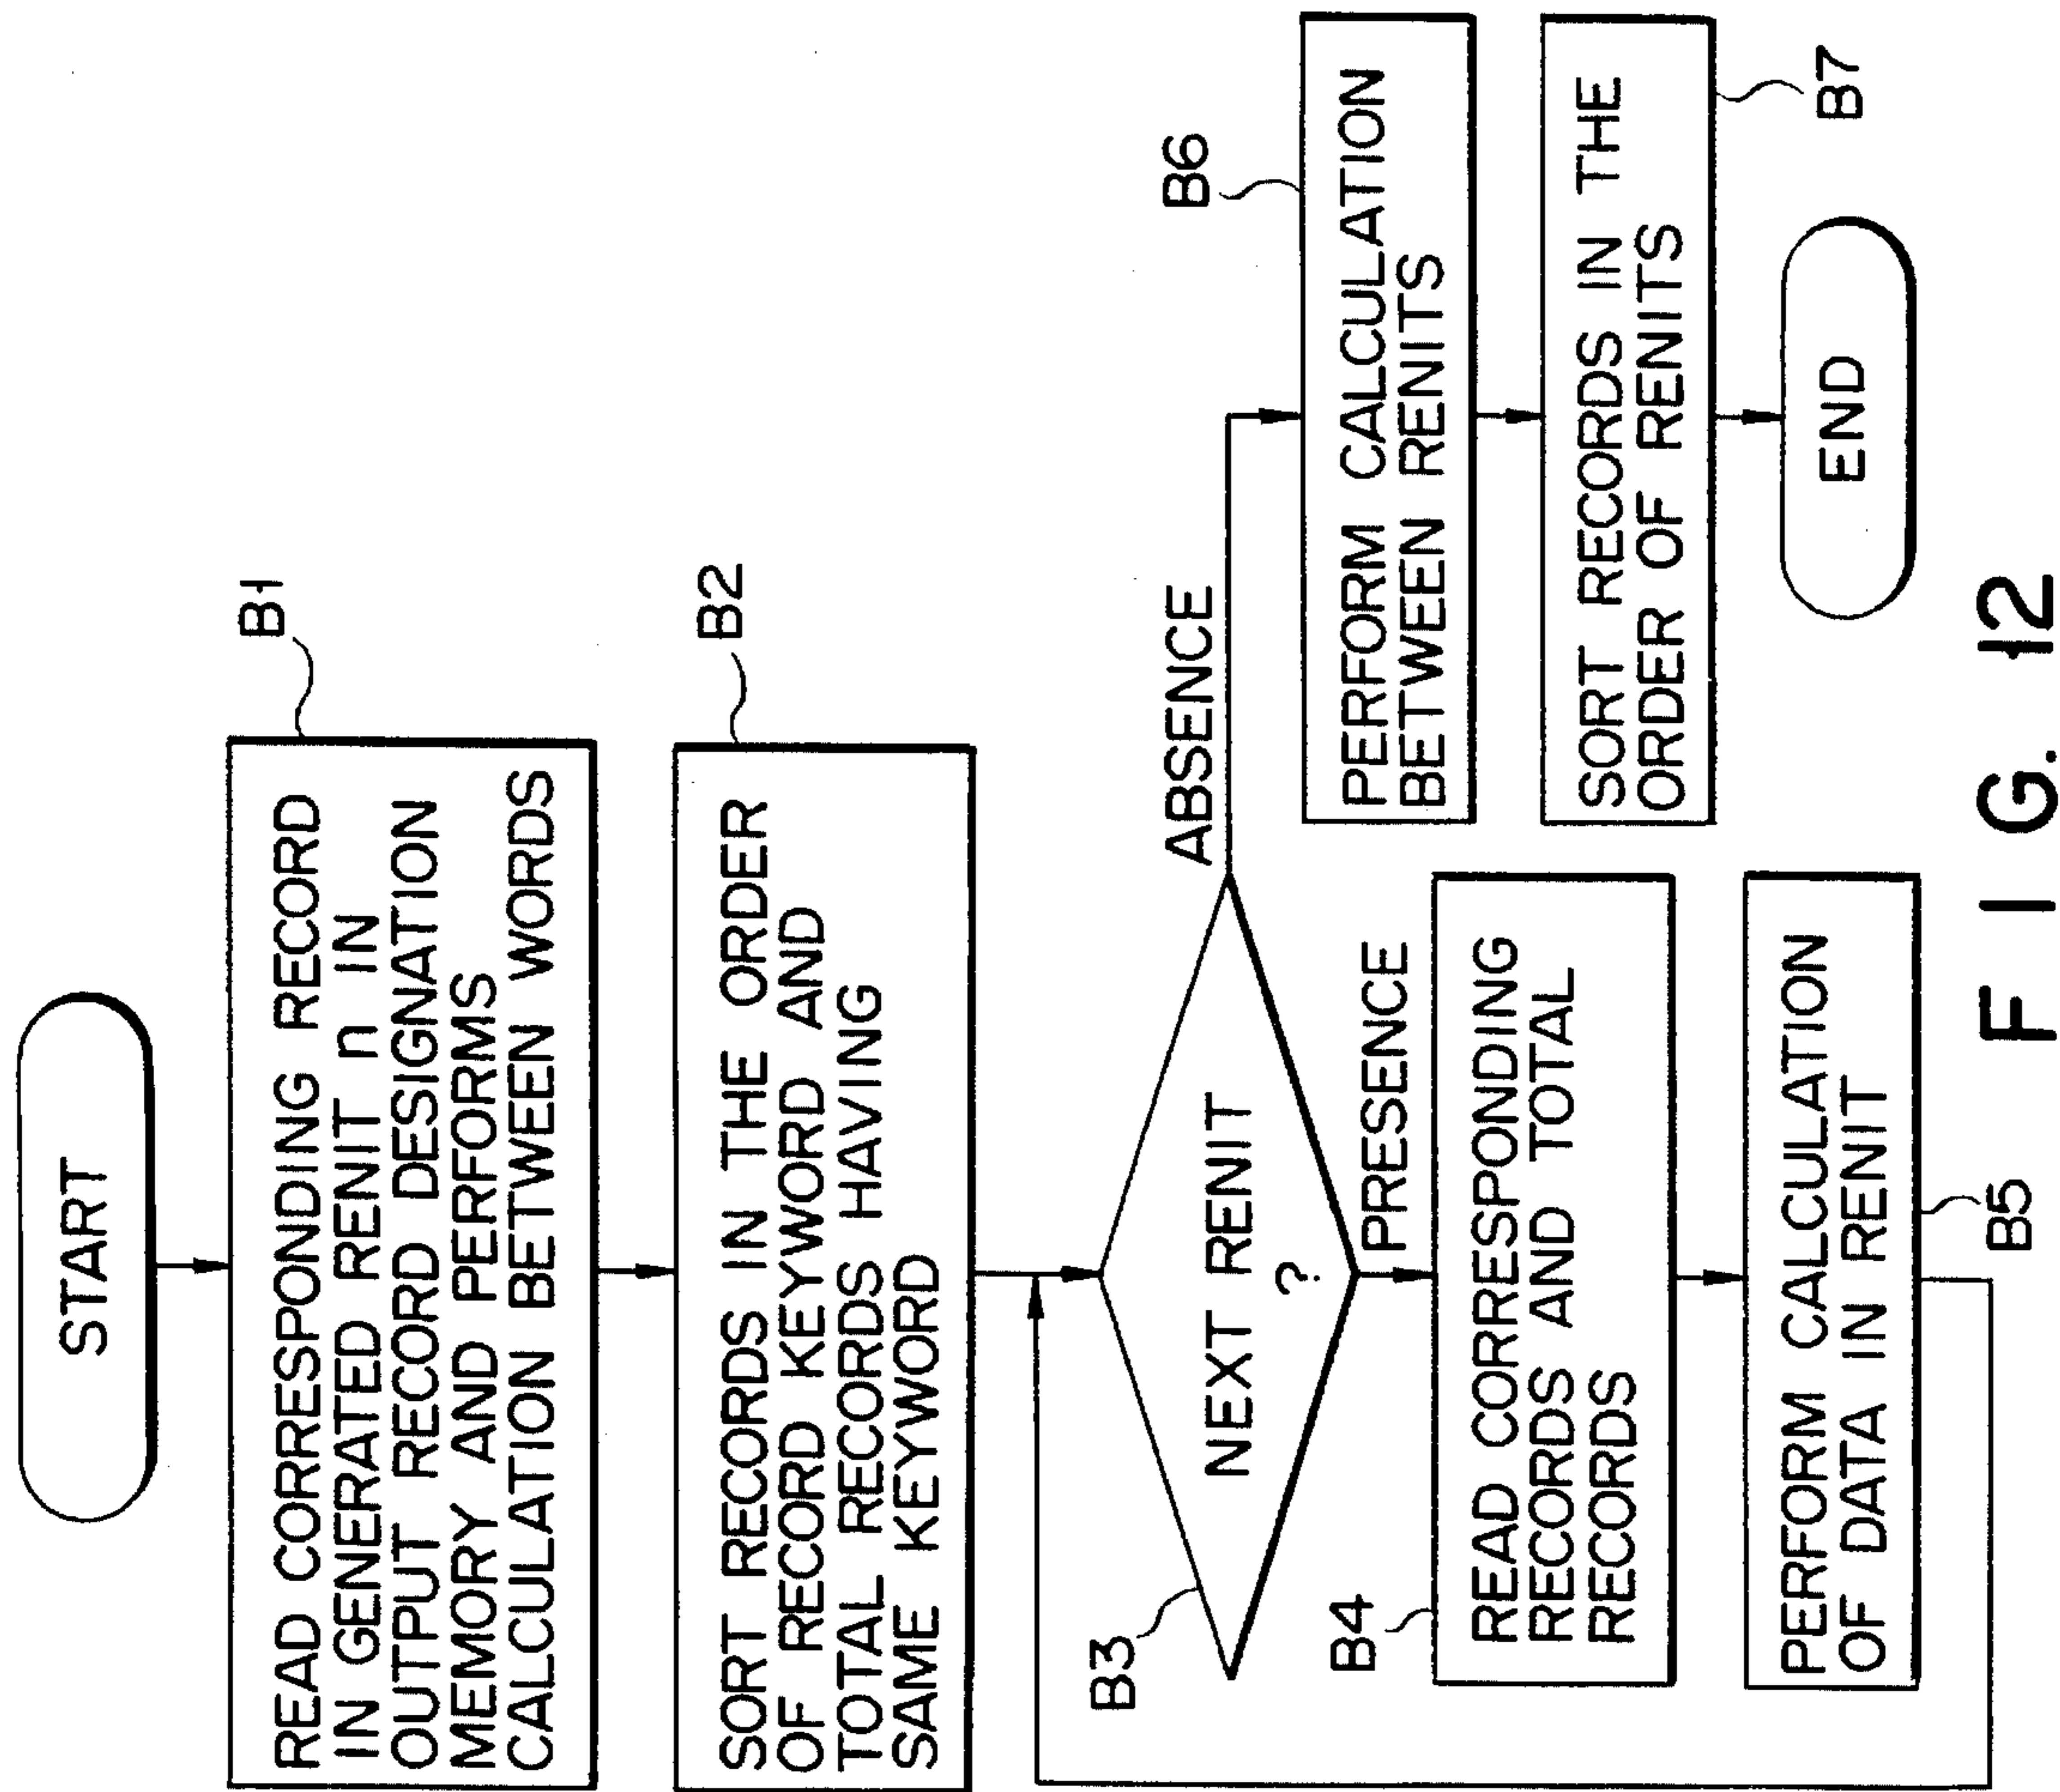 START
B1
READ CORRESPONDING RECORD
IN GENERATED RENIT n IN
OUTPUT RECORD DESIGNATION
MEMORY AND PERFORMS
CALCULATION BETWEEN WORDS
B2
SORT RECORDS IN THE ORDER
OF RECORD KEYWORD AND
TOTAL RECORDS HAVING
SAME KEYWORD
B3
NEXT RENIT
?
ABSENCE
PRESENCE
B4
READ CORRESPONDING
RECORDS AND TOTAL
RECORDS
PERFORM CALCULATION
OF DATA IN RENIT
B5
B6
PERFORM CALCULATION
BETWEEN RENITS
SORT RECORDS IN THE
ORDER OF RENITS
B7
END
FIG. 12